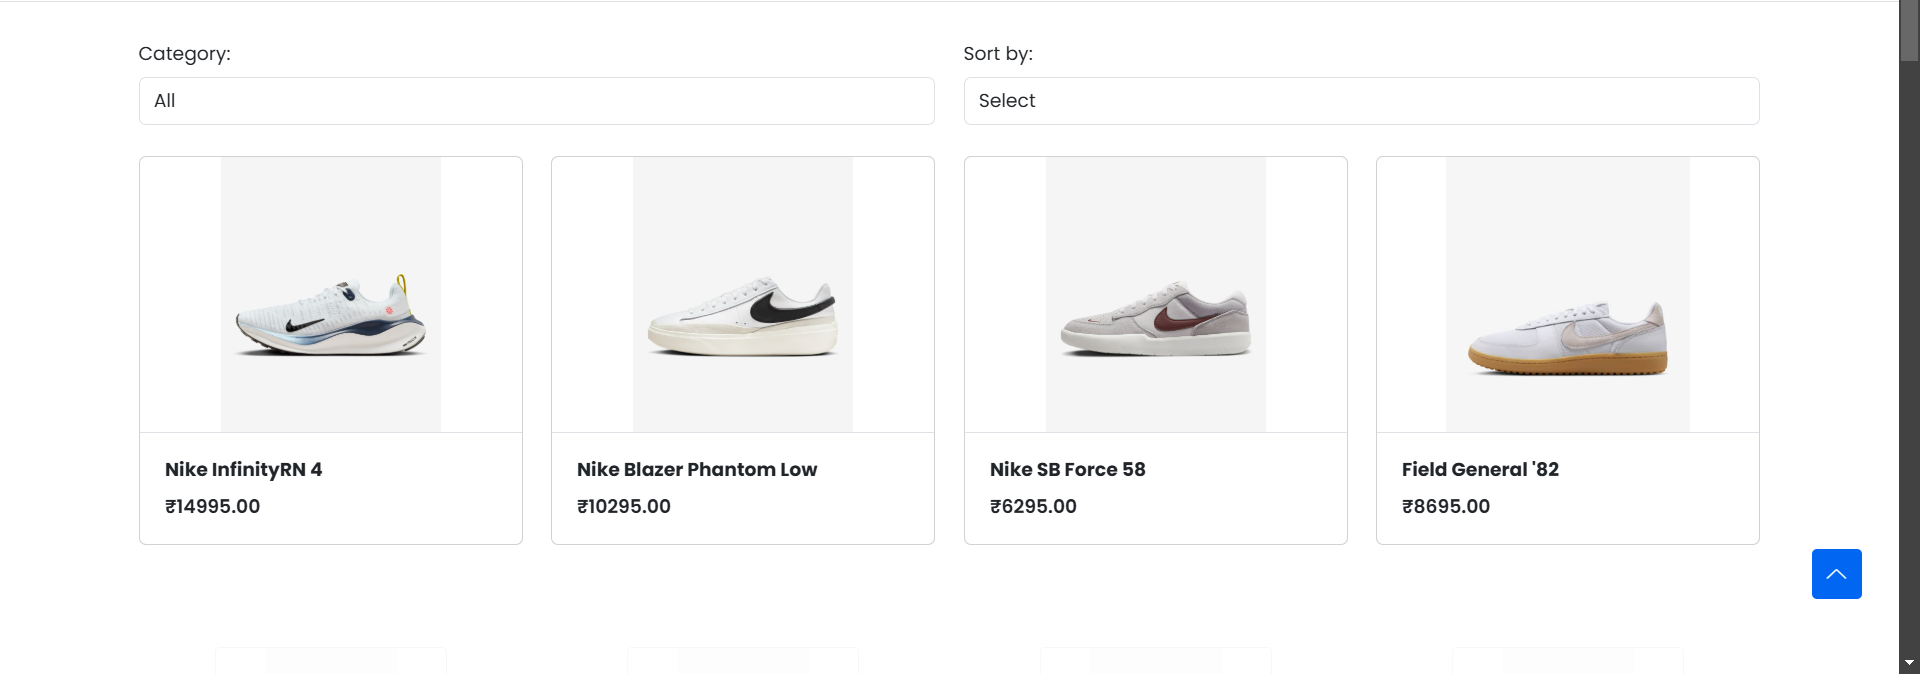 Category:
Sort by:
All
Select
Nike InfinityRN 4
₹14995.00
Nike Blazer Phantom Low
₹10295.00
Nike SB Force 58
₹6295.00
Field General '82
₹8695.00